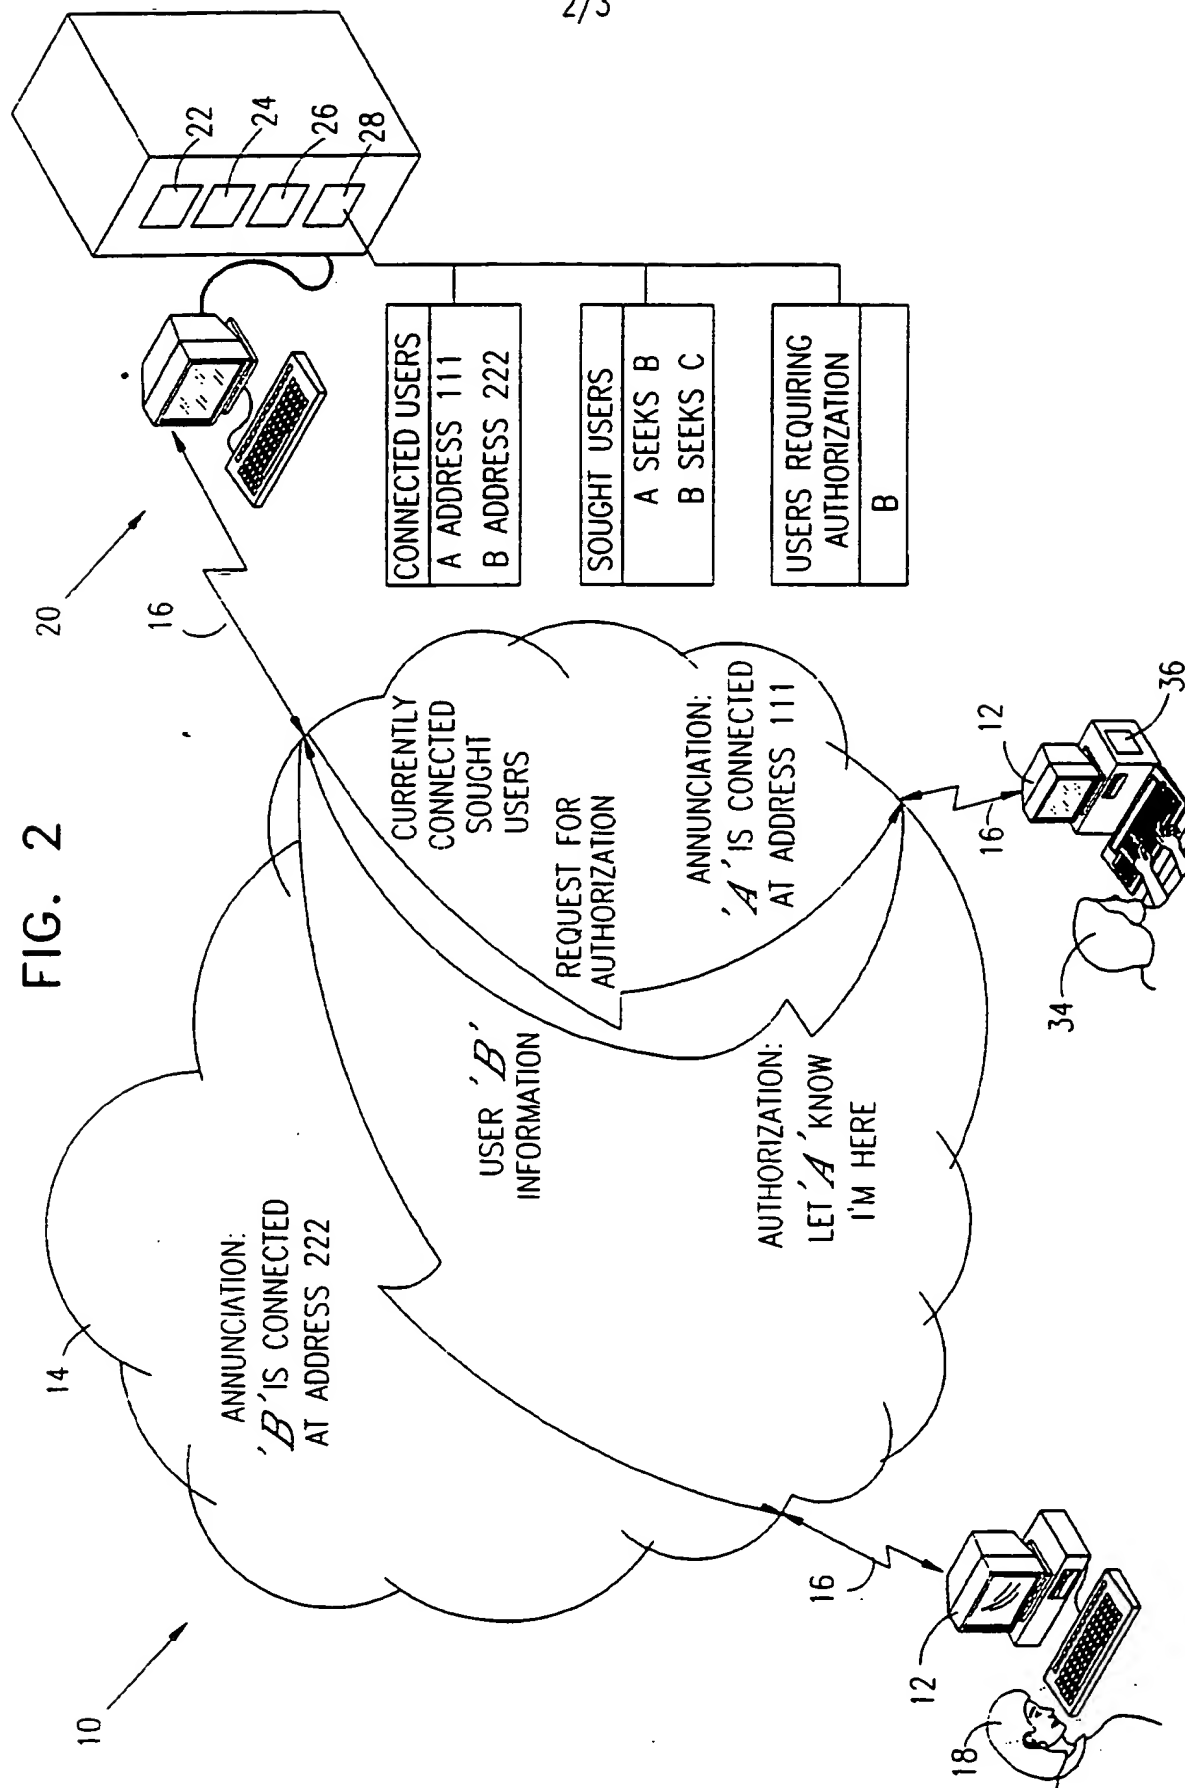 2/3
FIG. 2
10
14
16
20
22
24
26
28
ANNUNCIATION:
'B' IS CONNECTED
AT ADDRESS 222
USER 'B'
INFORMATION
CURRENTLY
CONNECTED
SOUGHT
USERS
REQUEST FOR
AUTHORIZATION
ANNUNCIATION:
'A' IS CONNECTED
AT ADDRESS 111
AUTHORIZATION:
LET 'A' KNOW
I'M HERE
CONNECTED USERS
A ADDRESS 111
B ADDRESS 222
SOUGHT USERS
A SEEKS B
B SEEKS C
USERS REQUIRING
AUTHORIZATION
B
18
12
16
34
16
12
36